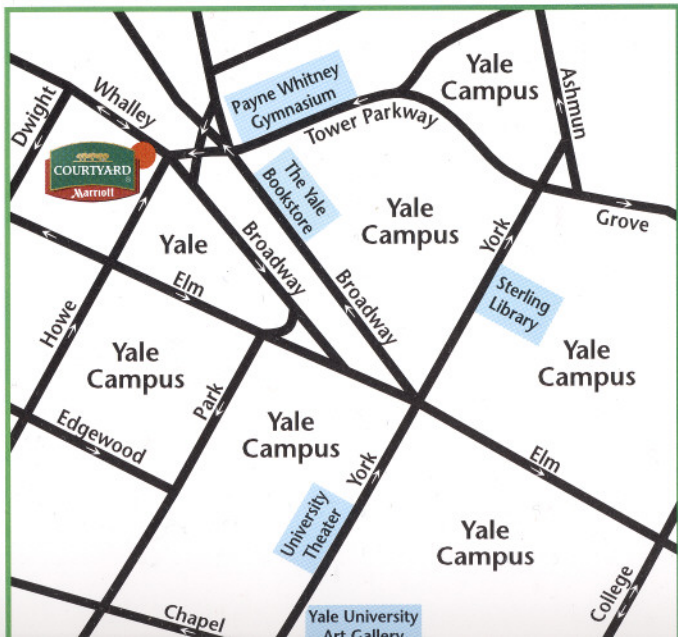 Yale
Campus
Ashmun
Payne Whitney
Gymnasium
Dwight
Whalley
Tower Parkway
COURTYARD
Marriott
The Yale
Bookstore
Yale
Campus
Grove
Yale
Broadway
York
Elm
Broadway
Sterling
Library
Howe
Yale
Campus
Yale
Campus
Park
Yale
Campus
Edgewood
York
Elm
University
Theater
Yale
Campus
College
Chapel
Yale University
Art Gallery